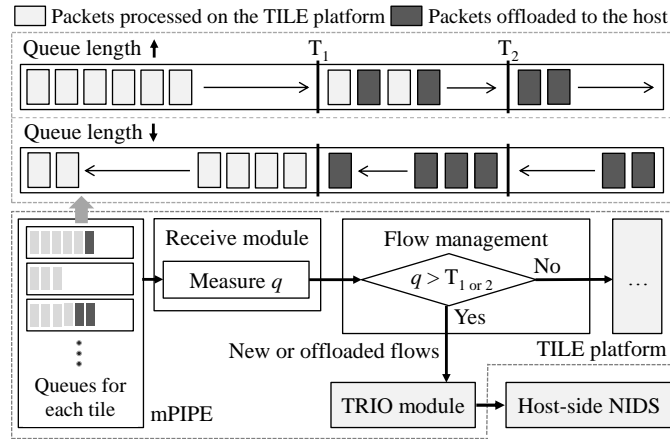 Packets processed on the TILE platform
Packets offloaded to the host
Queue length
T1
T2
Queue length
Receive module
Measure q
Flow management
q > T1 or 2
No
Yes
...
New or offloaded flows
TILE platform
Queues for
each tile
mPIPE
TRIO module
Host-side NIDS